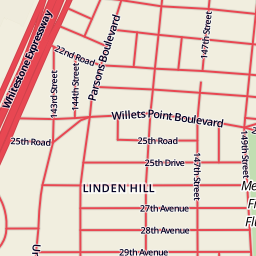 Whitestone Expressway
Parsons Boulevard
147th Street
22nd Road
143rd Street
144th Street
Willets Point Boulevard
25th Road
25th Road
149th Street
25th Drive
147th Street
LINDEN HILL
27th Avenue
28th Avenue
29th Avenue